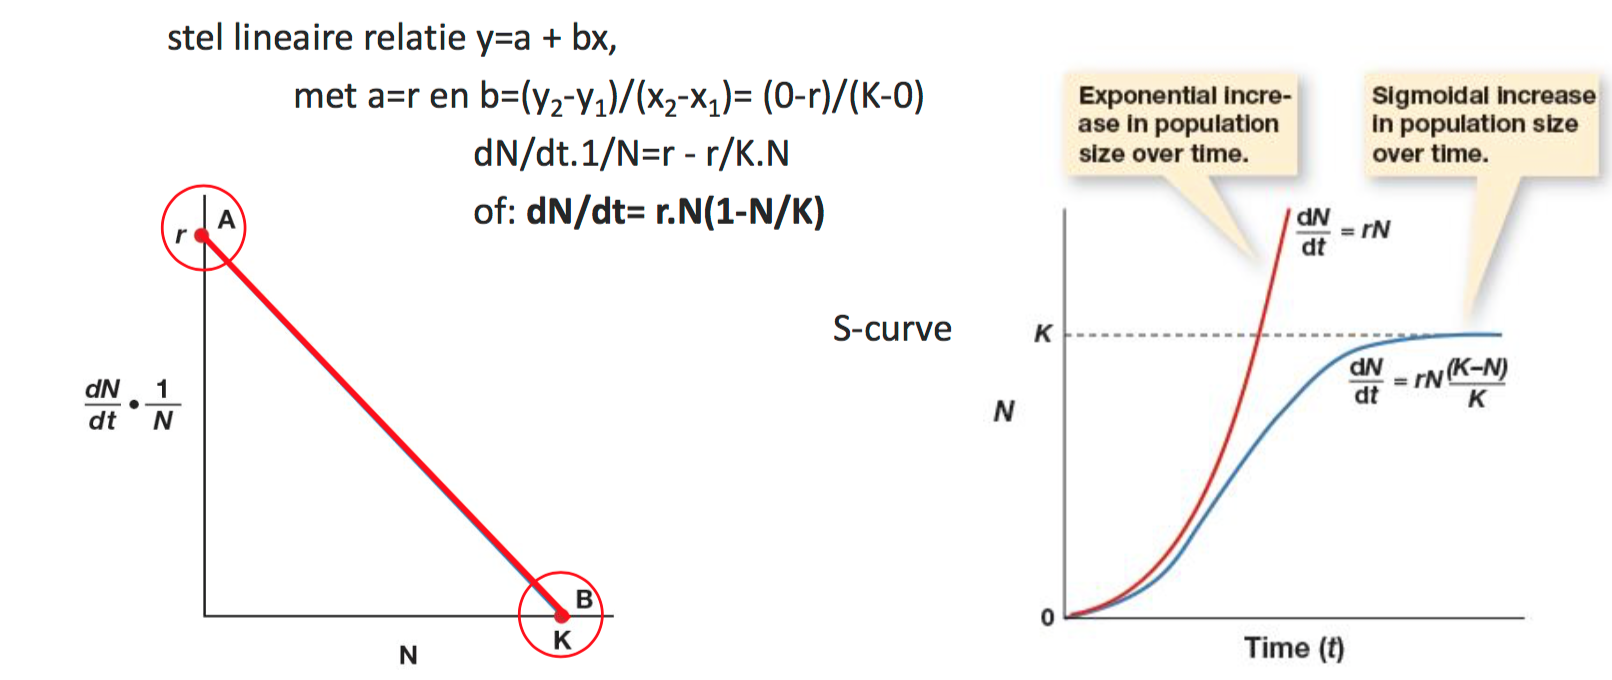 stel lineaire relatie y=a + bx,
met a=r en b=(y₂-y₁)/(x₂-x₁)= (0-r)/(K-0)
dN/dt.1/N=r - r/K.N
of: dN/dt= r.N(1-N/K)
A
r
dN/dt • 1/N
B
K
N
S-curve
Exponential incre-
ase in population
size over time.
Sigmoidal increase
in population size
over time.
dN/dt = rN
K
dN/dt = rN (K–N)/K
N
0
Time (t)